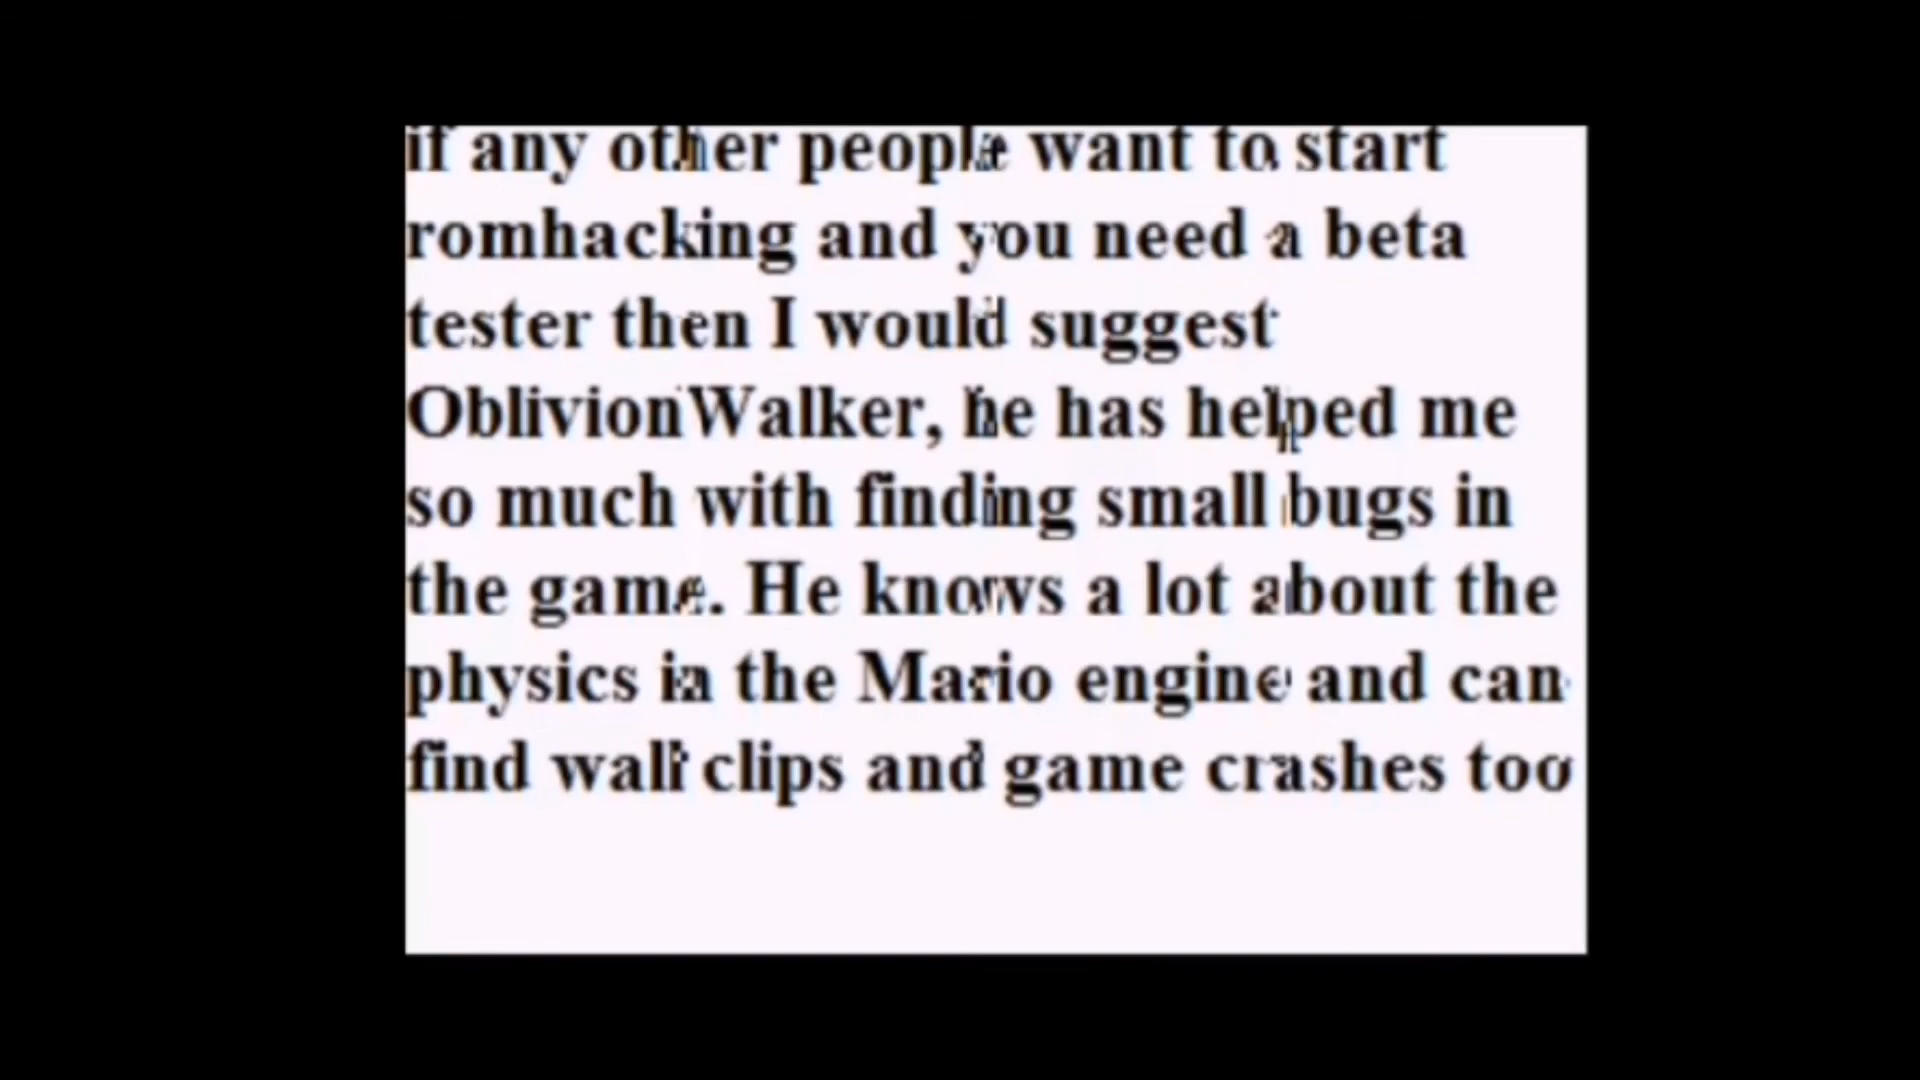 if any other people want to start
romhacking and you need a beta
tester then I would suggest
OblivionWalker, he has helped me
so much with finding small bugs in
the game. He knows a lot about the
physics in the Mario engine and can
find wall clips and game crashes too